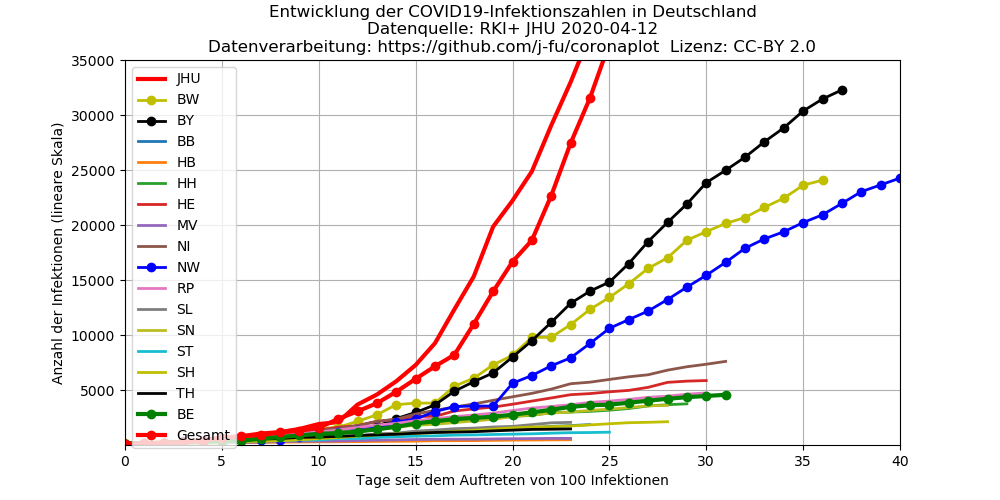 Entwicklung der COVID19-Infektionszahlen in Deutschland
Datenquelle: RKI+ JHU 2020-04-12
Datenverarbeitung: https://github.com/j-fu/coronaplot  Lizenz: CC-BY 2.0
Anzahl der Infektionen (lineare Skala)
35000
30000
25000
20000
15000
10000
5000
JHU
BW
BY
BB
HB
HH
HE
MV
NI
NW
RP
SL
SN
ST
SH
TH
BE
Gesamt
0 5 10 15 20 25 30 35 40
Tage seit dem Auftreten von 100 Infektionen